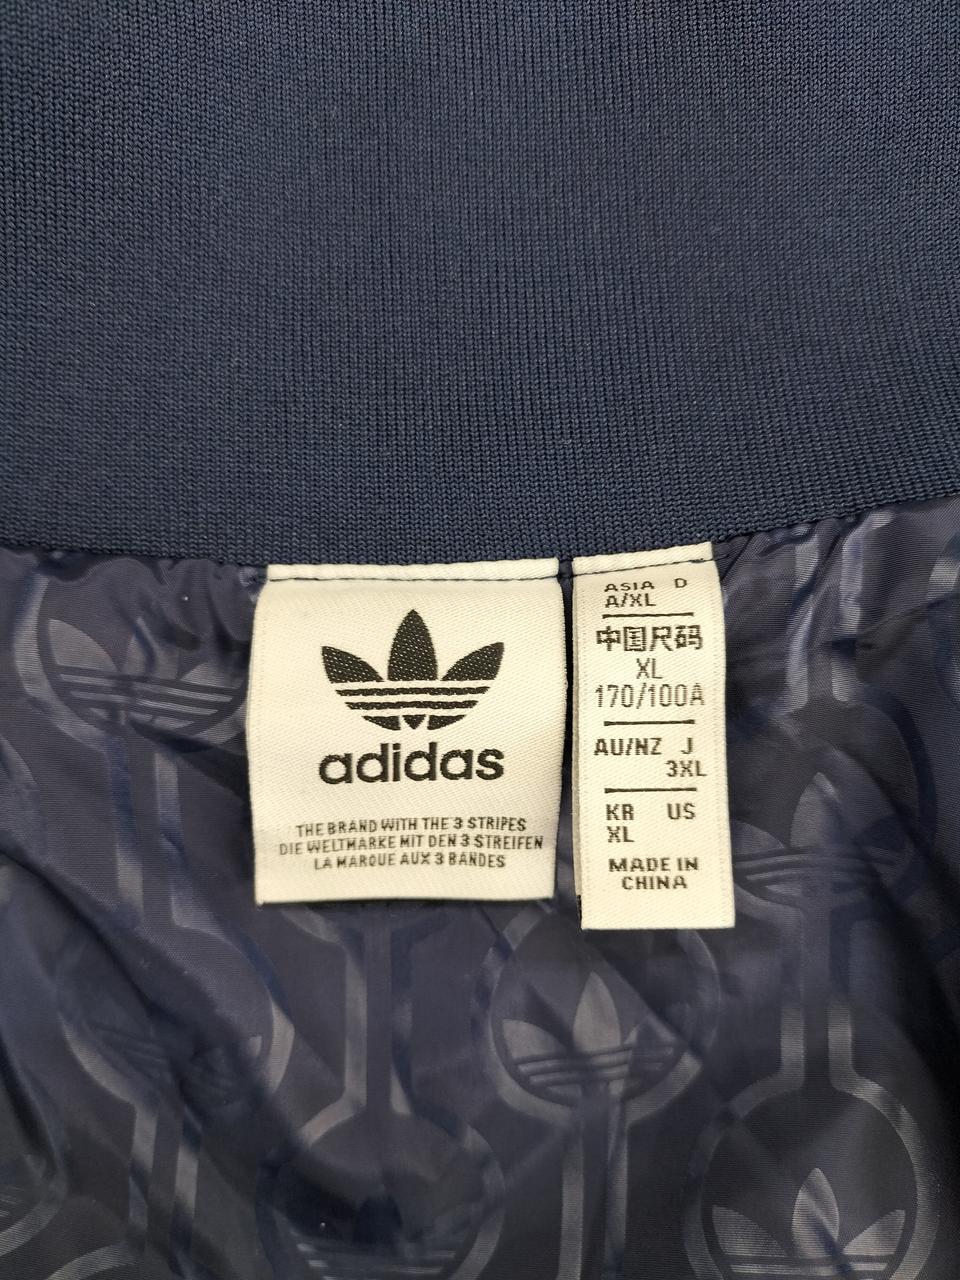 adidas
THE BRAND WITH THE 3 STRIPES
DIE WELTMARKE MIT DEN 3 STREIFEN
LA MARQUE AUX 3 BANDES
ASIA D
A/XL
中国尺码
XL
170/100A
AU/NZ J
3XL
KR US
XL
MADE IN
CHINA